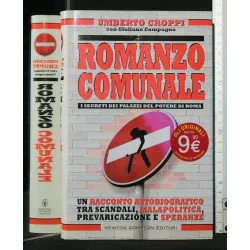 UMBERTO CROPPI
con Giuliano Compagno
ROMANZO
COMUNALE
I SEGRETI DEI PALAZZI DEL POTERE DI ROMA
GLI ORIGINALI
9,90 €
UN RACCONTO AUTOBIOGRAFICO
TRA SCANDALI, MALAPOLITICA,
PREVARICAZIONE E SPERANZE
NEWTON COMPTON EDITORI
ROMANZO
COMUNALE